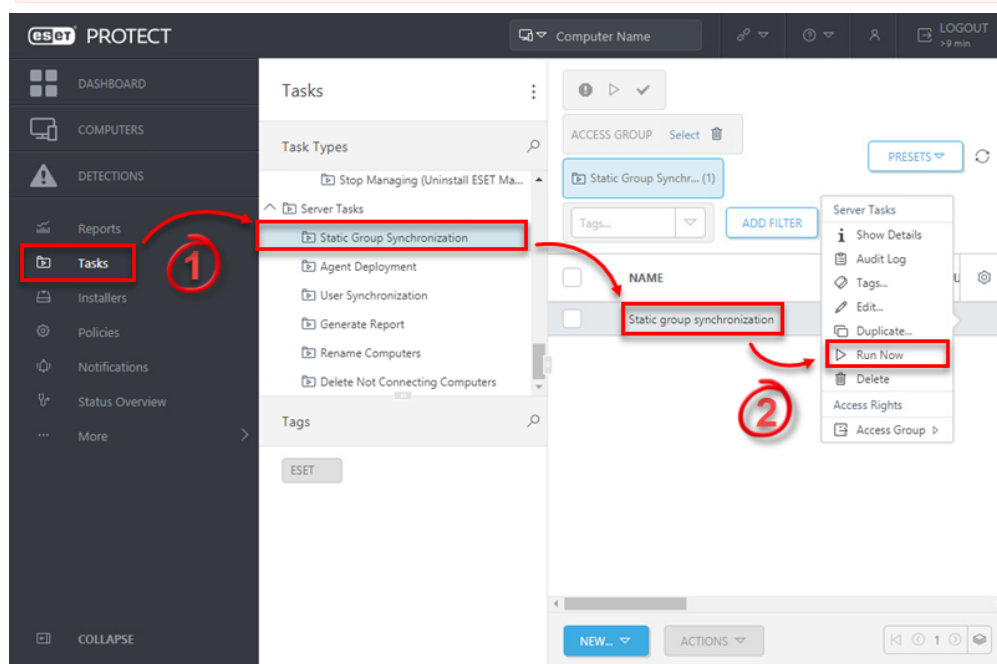 eset PROTECT
Computer Name
LOGOUT
>9 min
DASHBOARD
COMPUTERS
DETECTIONS
Reports
Tasks
Installers
Policies
Notifications
Status Overview
More
COLLAPSE
1
Tasks
Task Types
Stop Managing (Uninstall ESET Ma...
Server Tasks
Static Group Synchronization
Agent Deployment
User Synchronization
Generate Report
Rename Computers
Delete Not Connecting Computers
Tags
ESET
ACCESS GROUP Select
PRESETS
Static Group Synchr... (1)
Tags...
ADD FILTER
NAME
U
Static group synchronization
2
Server Tasks
Show Details
Audit Log
Tags...
Edit...
Duplicate...
Run Now
Delete
Access Rights
Access Group
NEW...
ACTIONS
1